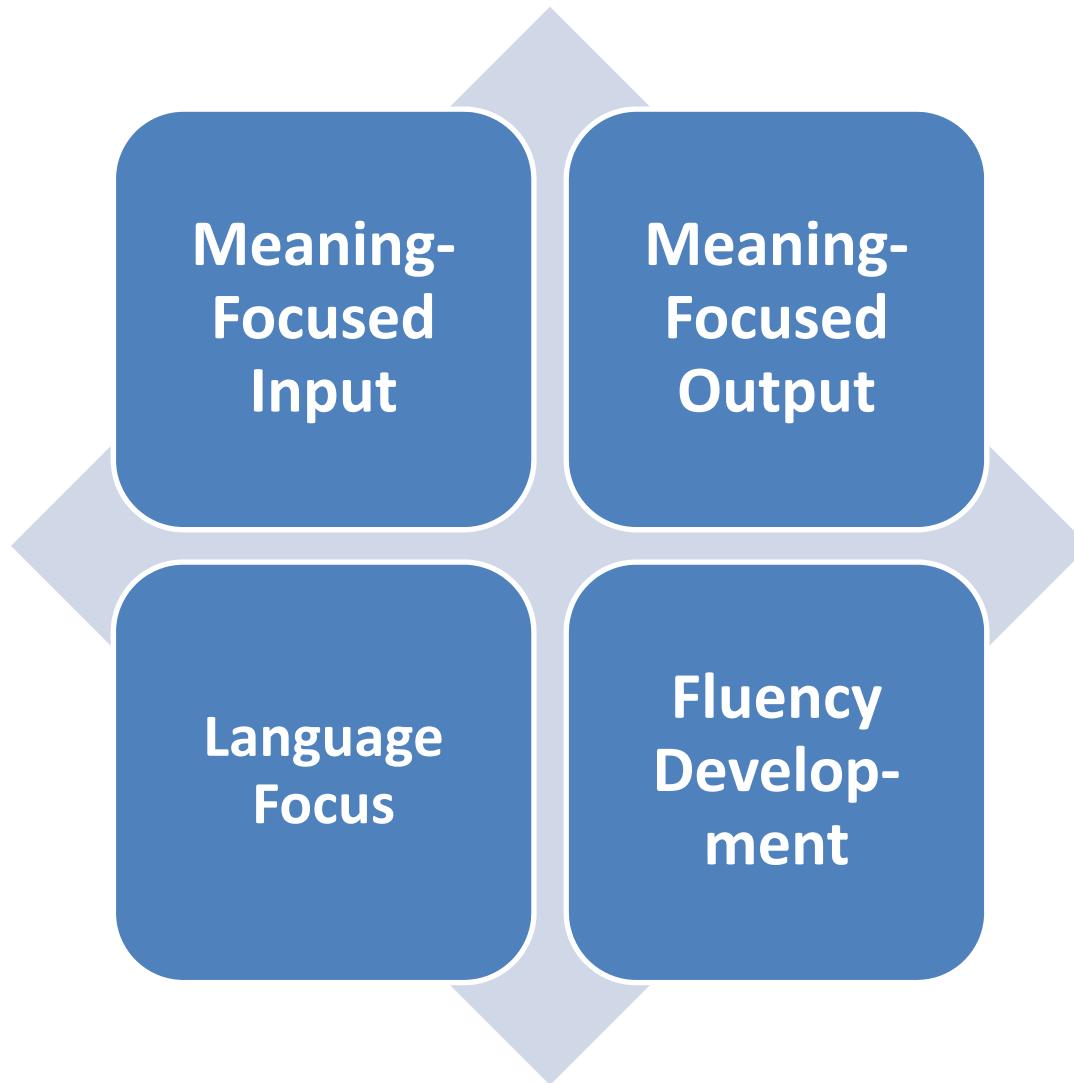 Meaning-
Focused
Input
Meaning-
Focused
Output
Language
Focus
Fluency
Develop-
ment